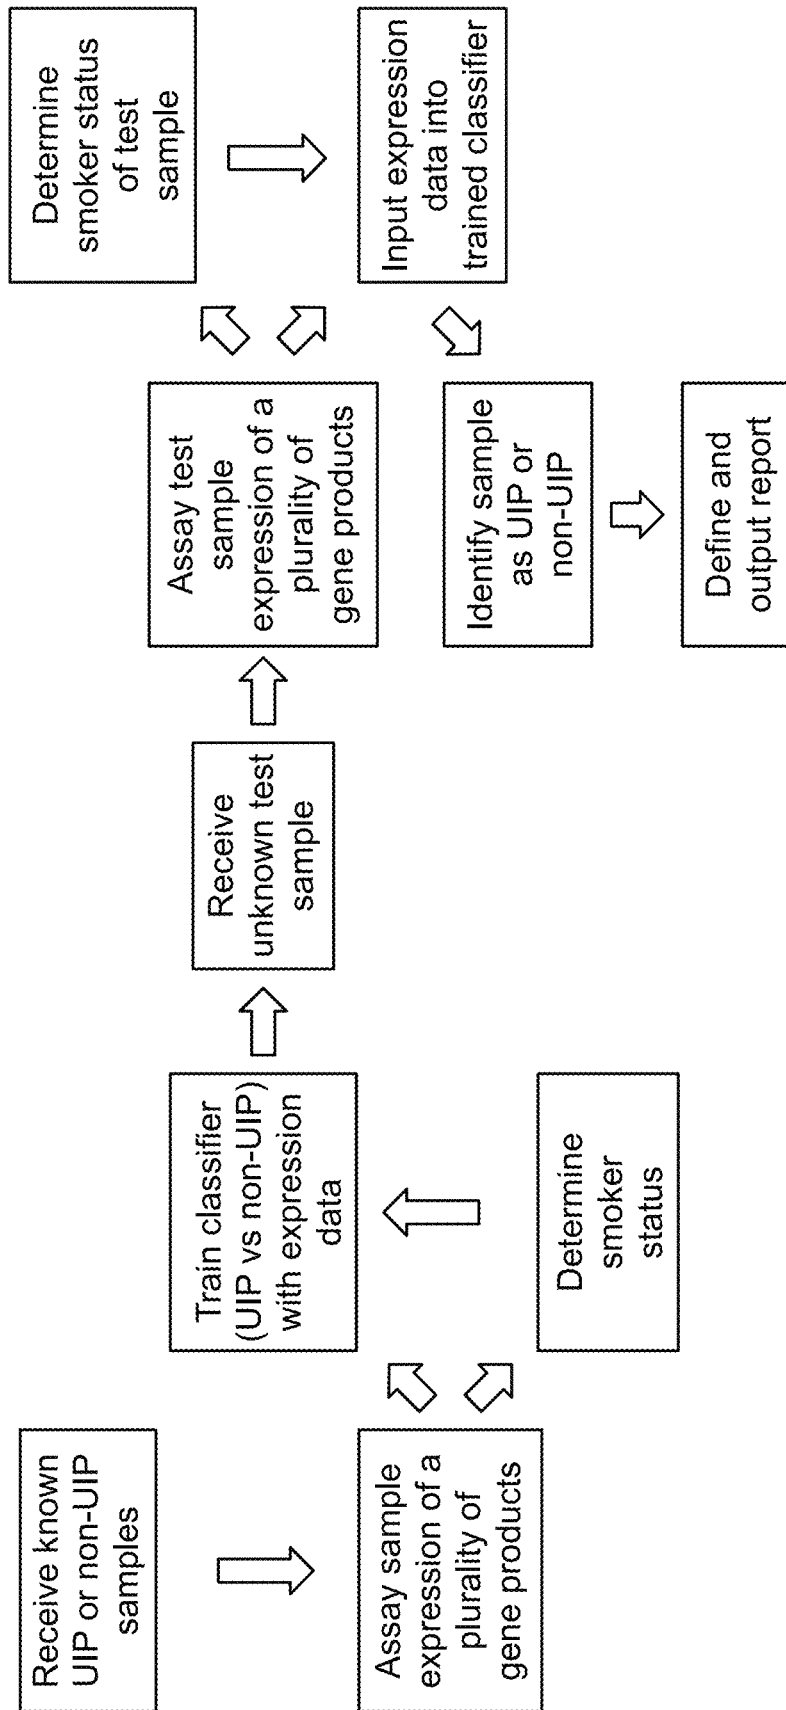 Receive known
UIP or non-UIP
samples
Assay sample
expression of a
plurality of
gene products
Train classifier
(UIP vs non-UIP)
with expression
data
Determine
smoker
status
Receive
unknown test
sample
Assay test
sample
expression of a
plurality of
gene products
Determine
smoker status
of test
sample
Input expression
data into
trained classifier
Identify sample
as UIP or
non-UIP
Define and
output report